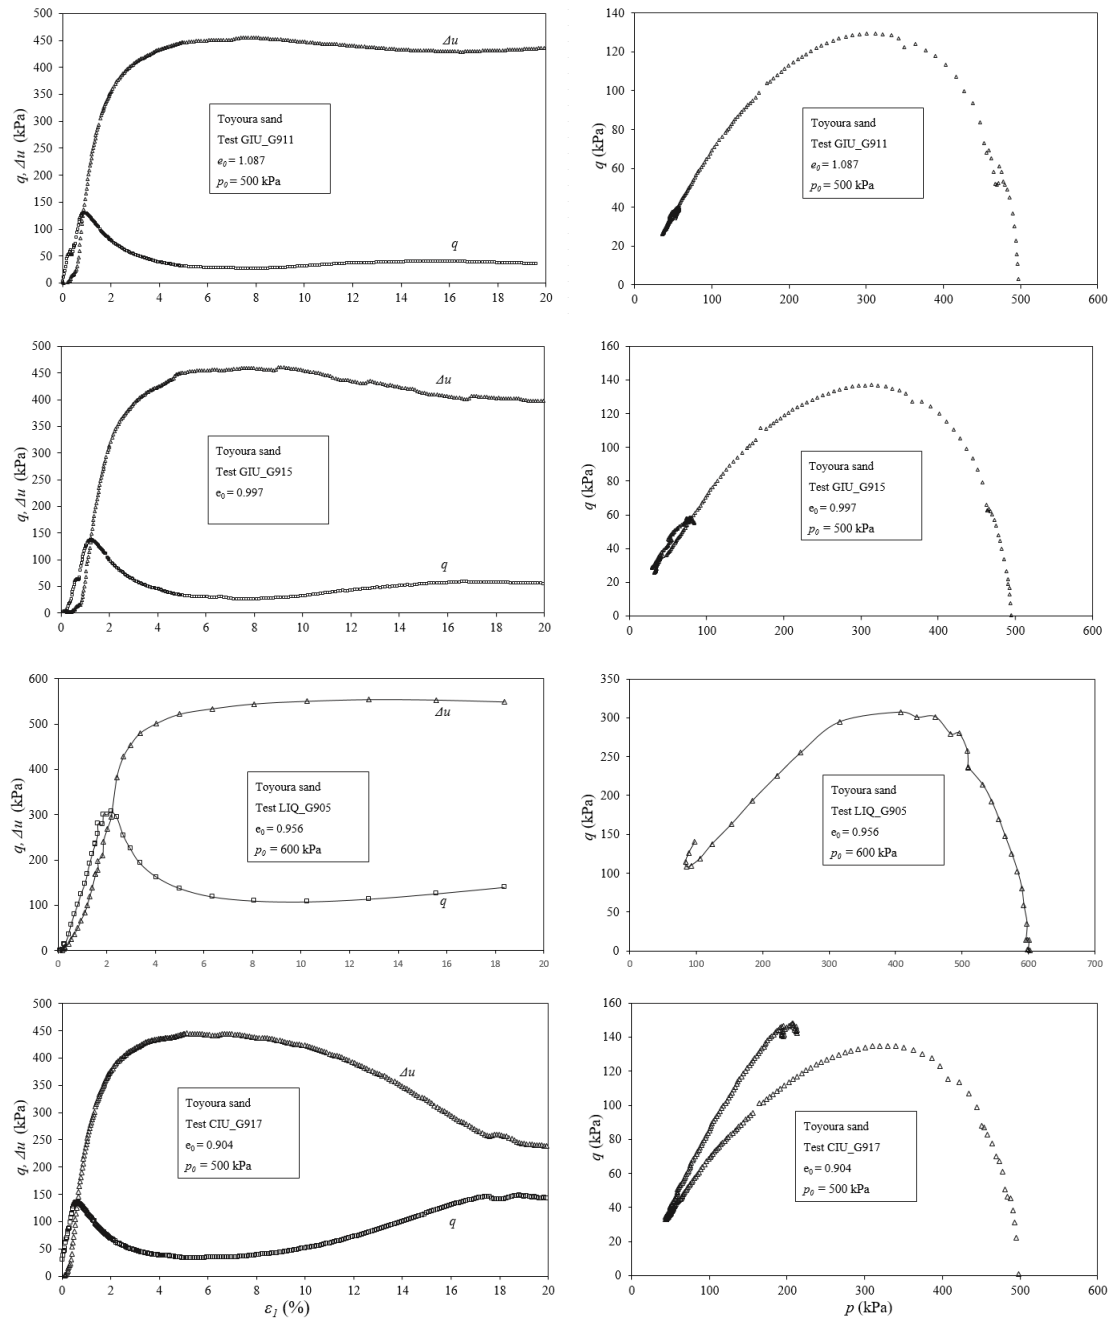 500
450
400
350
300
250
200
150
100
50
0
q, Δu (kPa)
Δu
Toyoura sand
Test GIU_G911
e0 = 1.087
p0 = 500 kPa
q
0 2 4 6 8 10 12 14 16 18 20
140
120
100
80
60
40
20
0
q (kPa)
Toyoura sand
Test GIU_G911
e0 = 1.087
p0 = 500 kPa
0 100 200 300 400 500 600
500
450
400
350
300
250
200
150
100
50
0
q, Δu (kPa)
Δu
Toyoura sand
Test GIU_G915
e0 = 0.997
q
0 2 4 6 8 10 12 14 16 18 20
160
140
120
100
80
60
40
20
0
q (kPa)
Toyoura sand
Test GIU_G915
e0 = 0.997
p0 = 500 kPa
0 100 200 300 400 500 600
600
500
400
300
200
100
0
q, Δu (kPa)
Δu
Toyoura sand
Test LIQ_G905
e0 = 0.956
p0 = 600 kPa
q
0 2 4 6 8 10 12 14 16 18 20
350
300
250
200
150
100
50
0
q (kPa)
Toyoura sand
Test LIQ_G905
e0 = 0.956
p0 = 600 kPa
0 100 200 300 400 500 600 700
500
450
400
350
300
250
200
150
100
50
0
q, Δu (kPa)
Δu
Toyoura sand
Test CIU_G917
e0 = 0.904
p0 = 500 kPa
q
0 2 4 6 8 10 12 14 16 18 20
ε1 (%)
160
140
120
100
80
60
40
20
0
q (kPa)
Toyoura sand
Test CIU_G917
e0 = 0.904
p0 = 500 kPa
0 100 200 300 400 500 600
p (kPa)